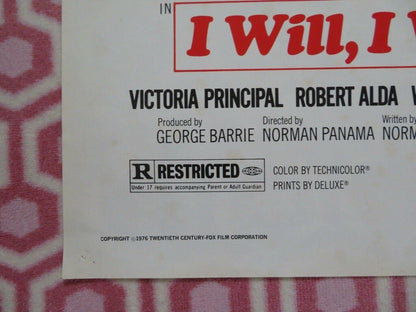 IN
I Will, I
VICTORIA PRINCIPAL ROBERT ALDA
Produced by Directed by Written by
GEORGE BARRIE NORMAN PANAMA NORM
R RESTRICTED
Under 17 requires accompanying Parent or Adult Guardian
COLOR BY TECHNICOLOR®
PRINTS BY DELUXE®
COPYRIGHT ©1976 TWENTIETH CENTURY-FOX FILM CORPORATION